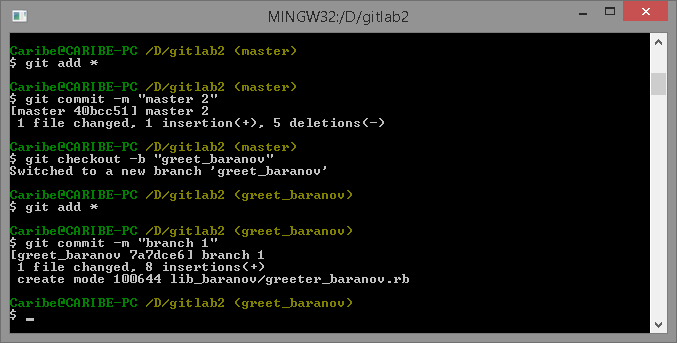 MINGW32:/D/gitlab2
Caribe@CARIBE-PC /D/gitlab2 (master)
$ git add *
Caribe@CARIBE-PC /D/gitlab2 (master)
$ git commit -m "master 2"
[master 40bcc51] master 2
 1 file changed, 1 insertion(+), 5 deletions(-)
Caribe@CARIBE-PC /D/gitlab2 (master)
$ git checkout -b "greet_baranov"
Switched to a new branch 'greet_baranov'
Caribe@CARIBE-PC /D/gitlab2 (greet_baranov)
$ git add *
Caribe@CARIBE-PC /D/gitlab2 (greet_baranov)
$ git commit -m "branch 1"
[greet_baranov 7a7dce6] branch 1
 1 file changed, 8 insertions(+)
 create mode 100644 lib_baranov/greeter_baranov.rb
Caribe@CARIBE-PC /D/gitlab2 (greet_baranov)
$ _